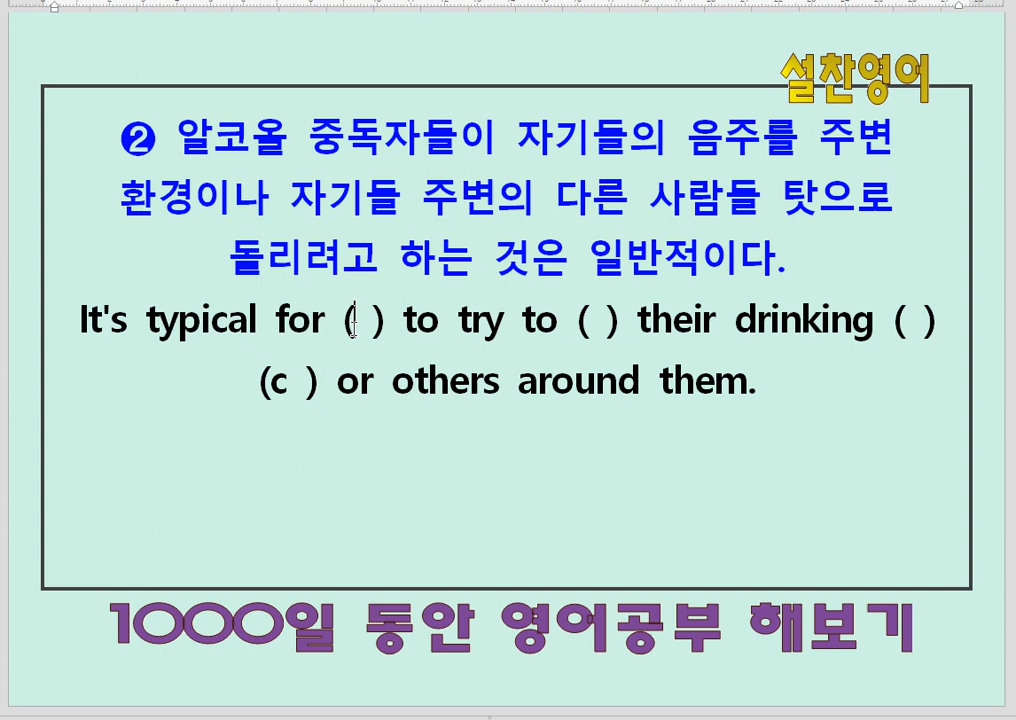 설찬영어
❷ 알코올 중독자들이 자기들의 음주를 주변
환경이나 자기들 주변의 다른 사람들 탓으로
돌리려고 하는 것은 일반적이다.
It's typical for ( ) to try to ( ) their drinking ( )
(c ) or others around them.
1000일 동안 영어공부 해보기